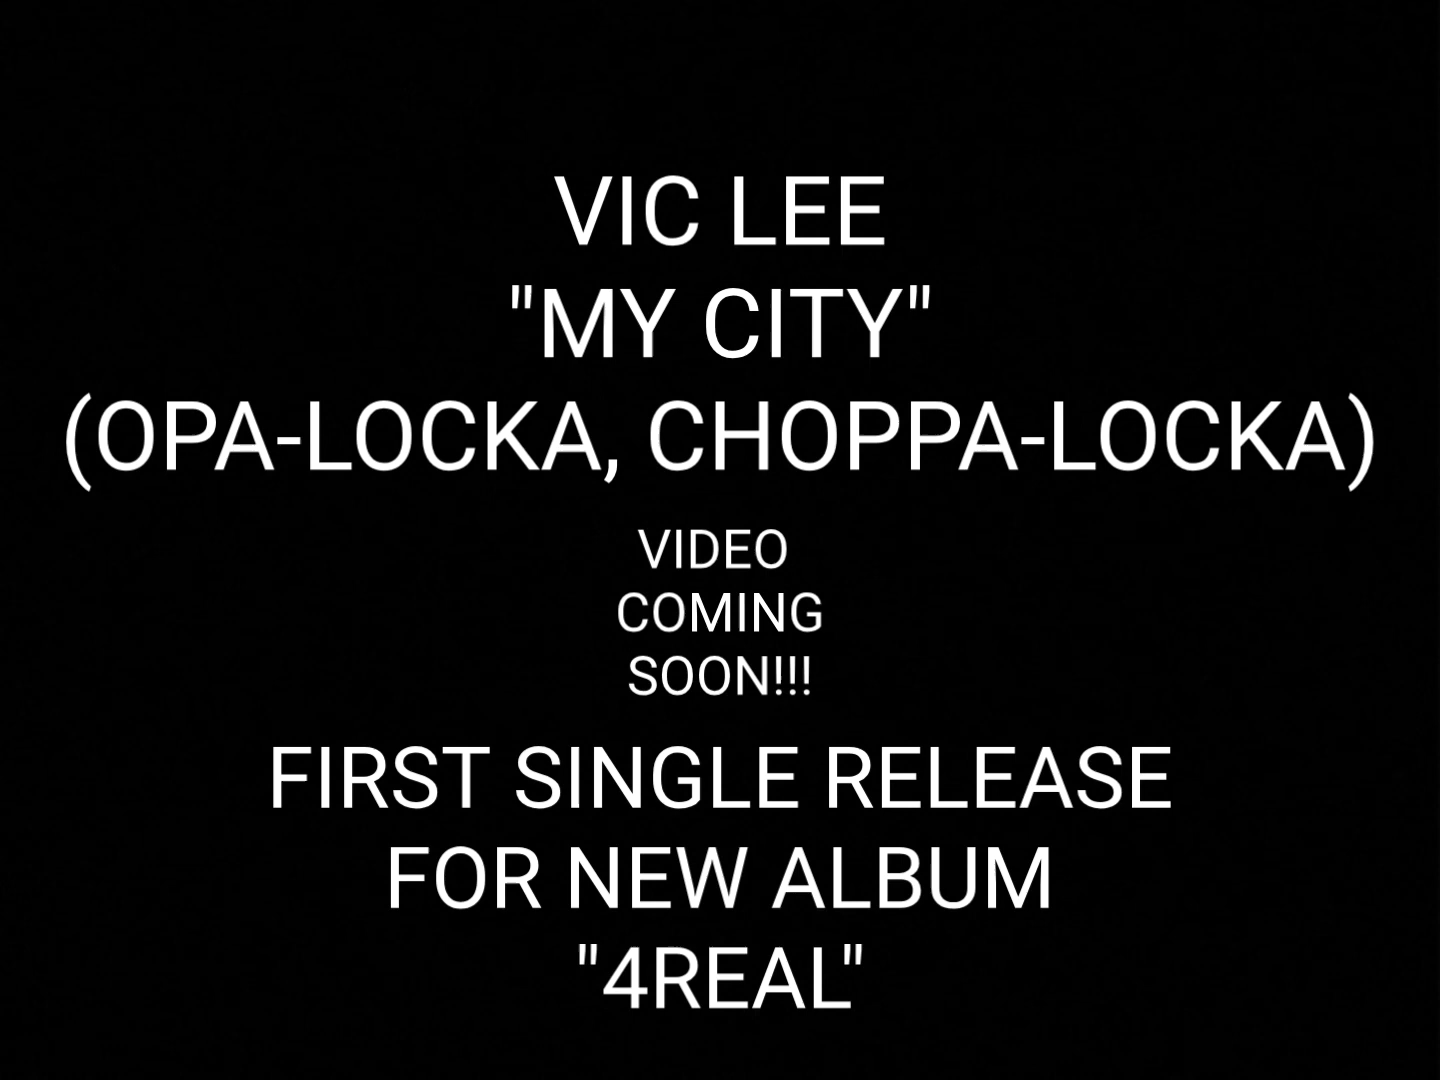 VIC LEE
"MY CITY"
(OPA-LOCKA, CHOPPA-LOCKA)
VIDEO
COMING
SOON!!!
FIRST SINGLE RELEASE
FOR NEW ALBUM
"4REAL"